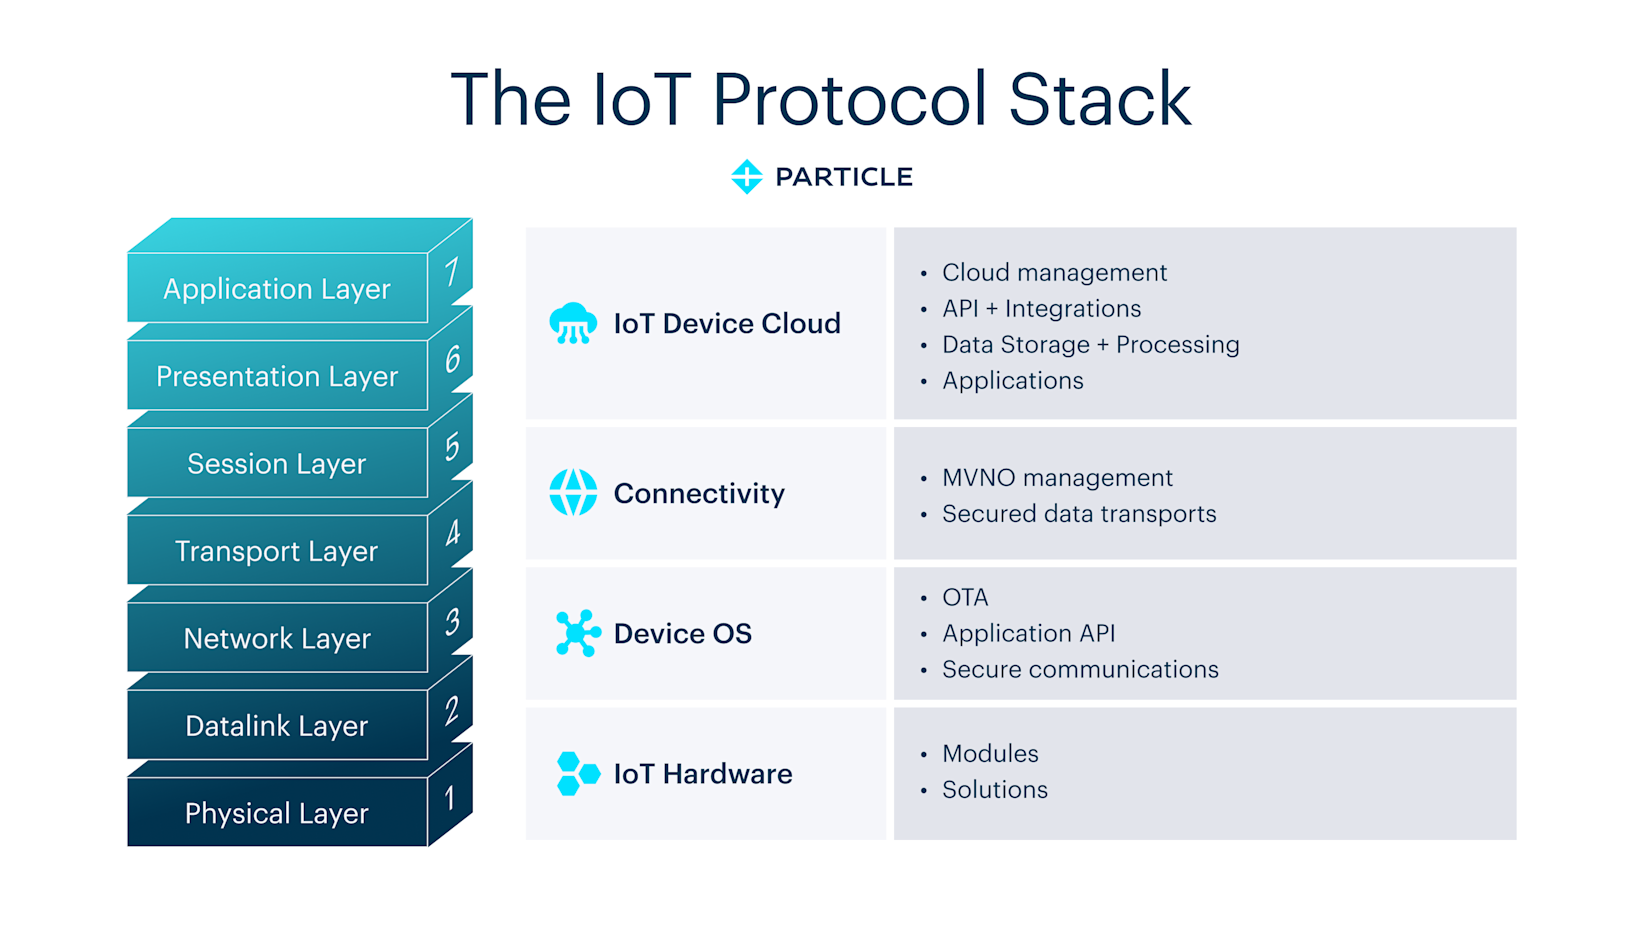 The IoT Protocol Stack
PARTICLE
Application Layer 7
Presentation Layer 6
Session Layer 5
Transport Layer 4
Network Layer 3
Datalink Layer 2
Physical Layer 1
IoT Device Cloud
• Cloud management
• API + Integrations
• Data Storage + Processing
• Applications
Connectivity
• MVNO management
• Secured data transports
Device OS
• OTA
• Application API
• Secure communications
IoT Hardware
• Modules
• Solutions